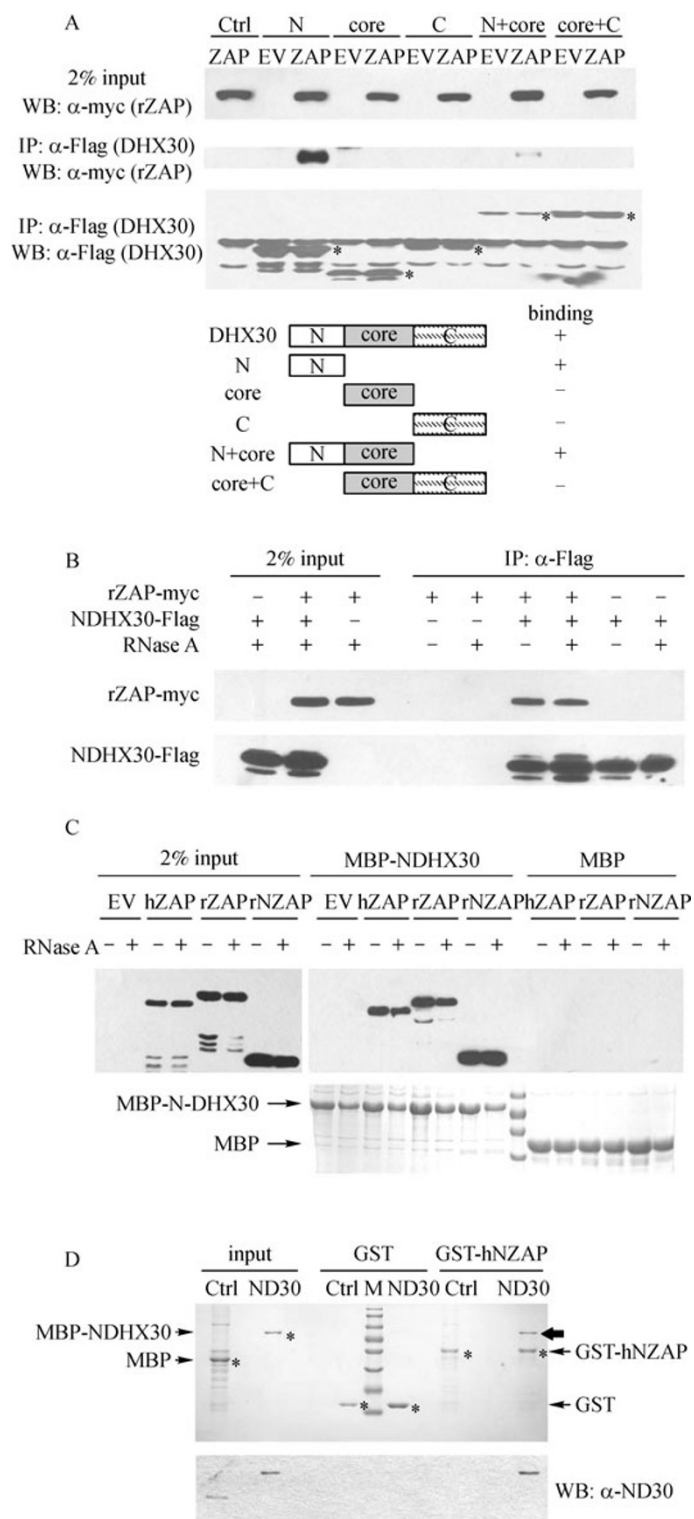 A
Ctrl N core C N+core core+C
ZAP EV ZAP EV ZAP EV ZAP EV ZAP EV ZAP
2% input
WB: α-myc (rZAP)
IP: α-Flag (DHX30)
WB: α-myc (rZAP)
IP: α-Flag (DHX30)
WB: α-Flag (DHX30)
* * * * *
binding
DHX30 N core C +
N N +
core core −
C C −
N+core N core +
core+C core C −
B
2% input IP: α-Flag
rZAP-myc − + + + + + + − −
NDHX30-Flag + + − − − + + + +
RNase A + + + − + − + − +
rZAP-myc
NDHX30-Flag
C
2% input MBP-NDHX30 MBP
EV hZAP rZAP rNZAP EV hZAP rZAP rNZAP hZAP rZAP rNZAP
RNase A − + − + − + − + − + − + − + − + − + − + − +
MBP-N-DHX30
MBP
D
input GST GST-hNZAP
Ctrl ND30 Ctrl M ND30 Ctrl ND30
MBP-NDHX30 *
MBP * * * GST-hNZAP
* * GST
WB: α-ND30